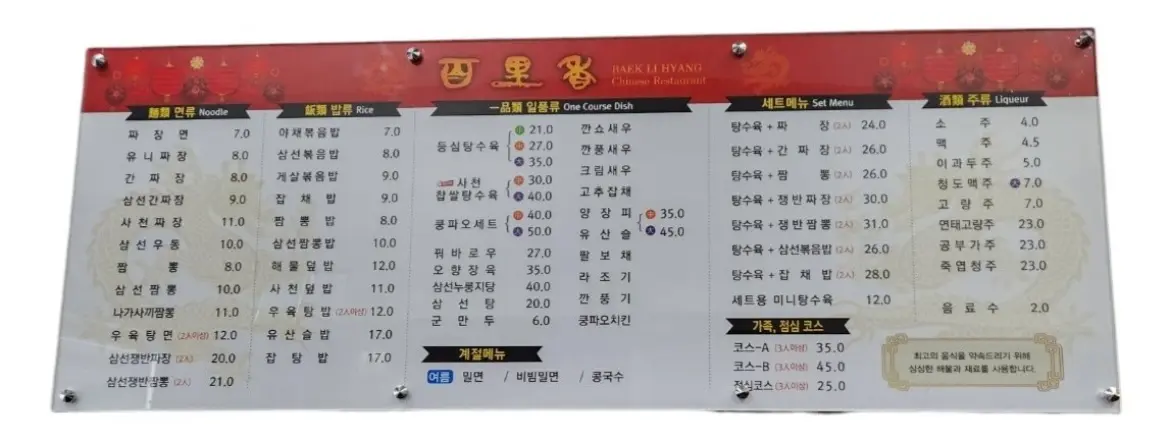 百里香 BAEK LI HYANG
Chinese Restaurant
麵類 면류 Noodle
짜장면 7.0
유니짜장 8.0
간짜장 8.0
삼선간짜장 9.0
사천짜장 11.0
삼선우동 10.0
짬뽕 8.0
삼선짬뽕 10.0
나가사끼짬뽕 11.0
우육탕면 (2人이상) 12.0
삼선쟁반짜장 (2人) 20.0
삼선쟁반짬뽕 (2人) 21.0
飯類 밥류 Rice
야채볶음밥 7.0
삼선볶음밥 8.0
게살볶음밥 9.0
잡채밥 9.0
짬뽕밥 8.0
삼선짬뽕밥 10.0
해물덮밥 12.0
사천덮밥 11.0
우육탕밥 (2人이상) 12.0
유산슬밥 17.0
잡탕밥 17.0
一品類 일품류 One Course Dish
등심탕수육 小 21.0
中 27.0
大 35.0
사천 찹쌀탕수육 中 30.0
大 40.0
쿵파오세트 中 40.0
大 50.0
꿔바로우 27.0
오향장육 35.0
삼선누룽지탕 40.0
삼선탕 20.0
군만두 6.0
깐쇼새우
깐풍새우
크림새우
고추잡채
양장피 中 35.0
유산슬 大 45.0
팔보채
라조기
깐풍기
쿵파오치킨
계절메뉴
여름 밀면 / 비빔밀면 / 콩국수
세트메뉴 Set Menu
탕수육+짜장 (2人) 24.0
탕수육+간짜장 (2人) 26.0
탕수육+짬뽕 (2人) 26.0
탕수육+쟁반짜장 (2人) 30.0
탕수육+쟁반짬뽕 (2人) 31.0
탕수육+삼선볶음밥 (2人) 26.0
탕수육+잡채밥 (2人) 28.0
세트용 미니탕수육 12.0
가족, 점심 코스
코스-A (3人이상) 35.0
코스-B (3人이상) 45.0
점심코스 (3人이상) 25.0
酒類 주류 Liqueur
소주 4.0
맥주 4.5
이과두주 5.0
칭도맥주 大 7.0
고량주 7.0
연태고량주 23.0
공부가주 23.0
죽엽청주 23.0
음료수 2.0
최고의 음식을 약속드리기 위해
싱싱한 해물과 재료를 사용합니다.